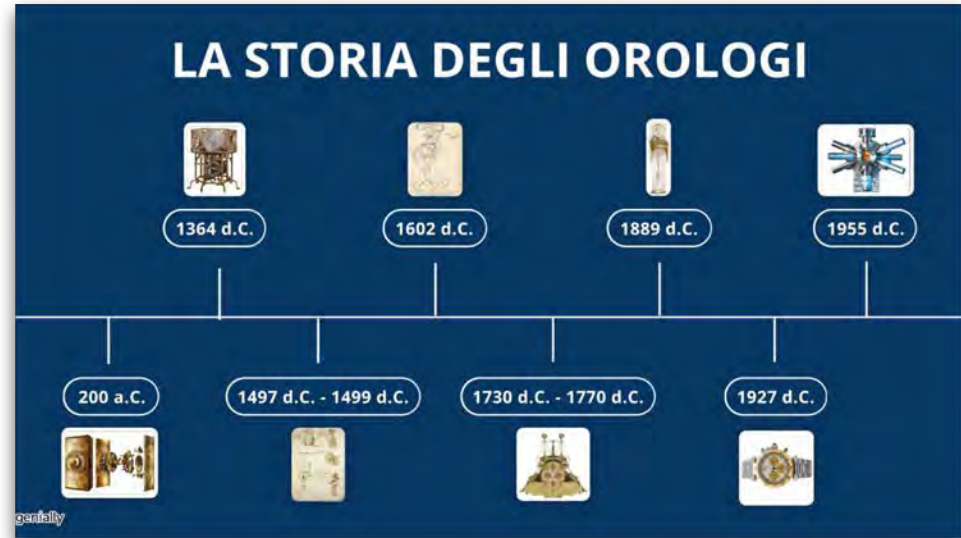 LA STORIA DEGLI OROLOGI
1364 d.C.
1602 d.C.
1889 d.C.
1955 d.C.
200 a.C.
1497 d.C. - 1499 d.C.
1730 d.C. - 1770 d.C.
1927 d.C.
genially